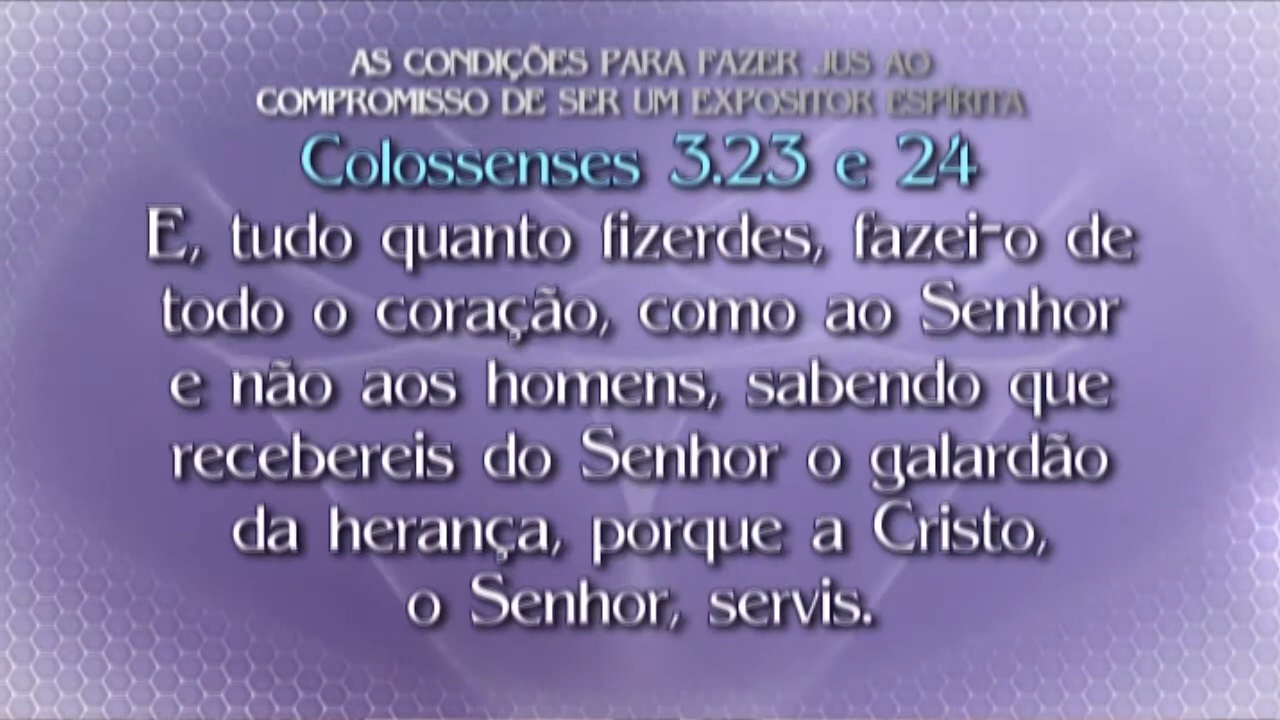 AS CONDIÇÕES PARA FAZER JUS AO
COMPROMISSO DE SER UM EXPOSITOR ESPÍRITA
Colossenses 3.23 e 24
E, tudo quanto fizerdes, fazei-o de
todo o coração, como ao Senhor
e não aos homens, sabendo que
recebereis do Senhor o galardão
da herança, porque a Cristo,
o Senhor, servis.